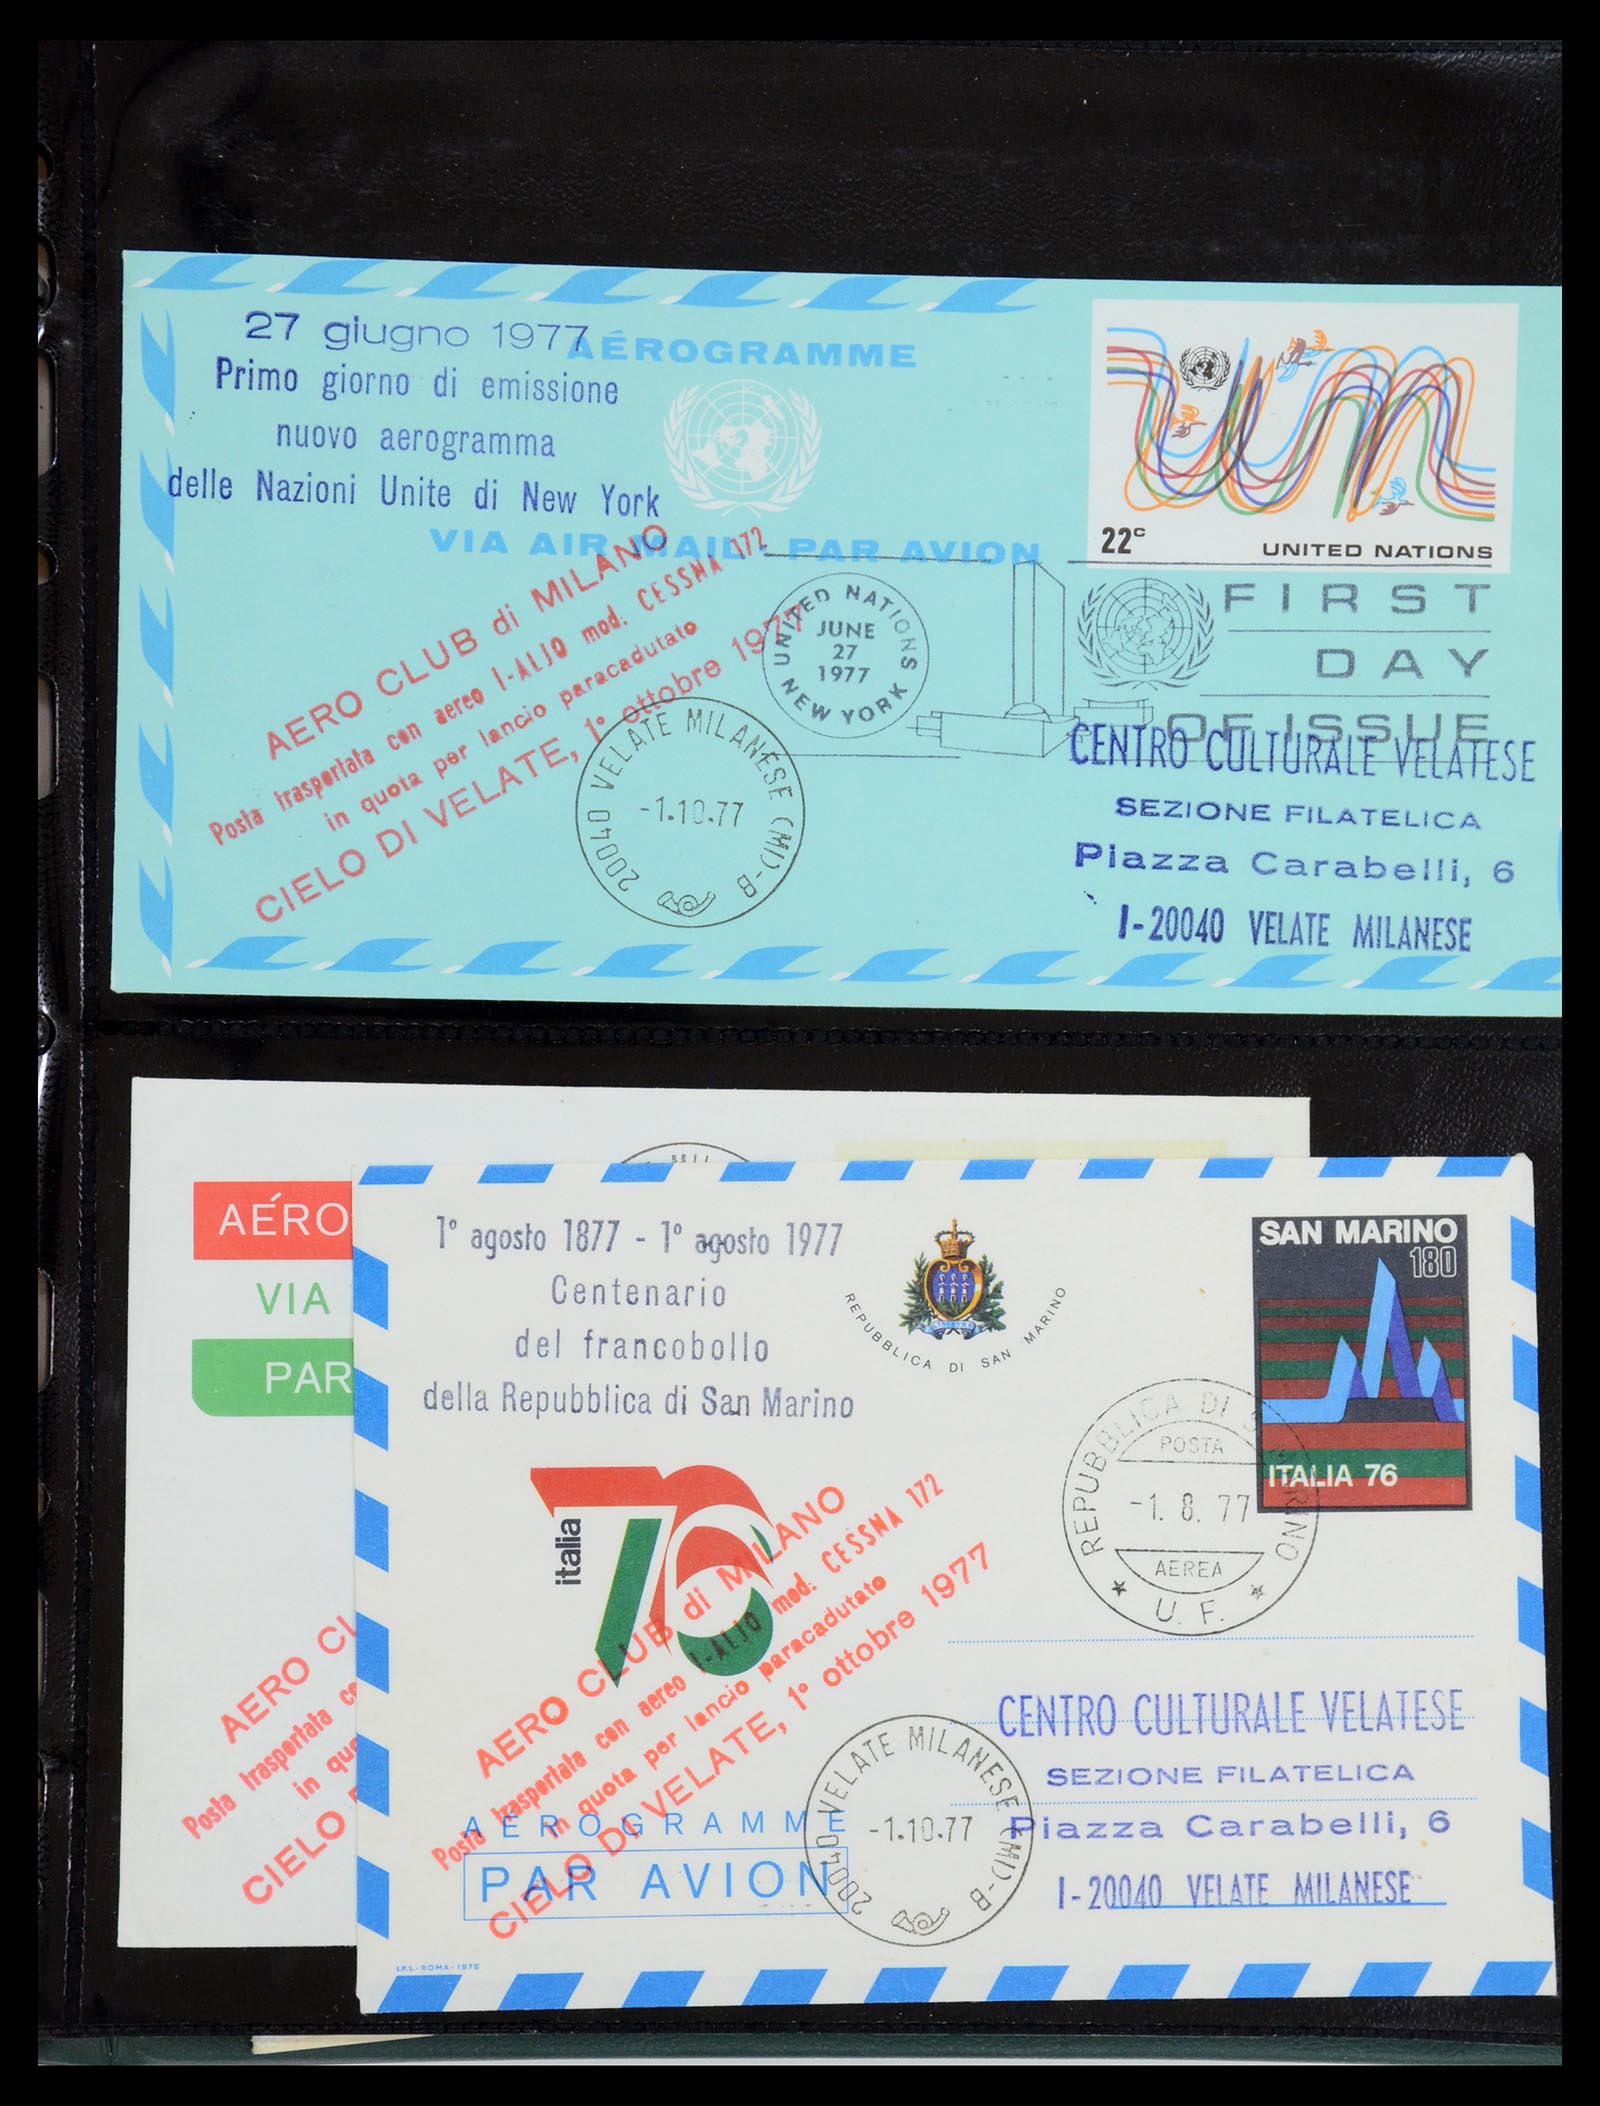 27 giugno 1977
Primo giorno di emissione
nuovo aerogramma
delle Nazioni Unite di New York
AÉROGRAMME
VIA AIR MAIL - PAR AVION
22c
UNITED NATIONS
UNITED NATIONS
JUNE
27
1977
NEW YORK
FIRST
DAY
OF ISSUE
AERO CLUB di MILANO
Posta trasportata con aereo I-ALJO mod. CESSNA 172
in quota per lancio paracadutato
CIELO DI VELATE, 1° ottobre 1977
20040 VELATE MILANESE (MI)-B
-1.10.77
CENTRO CULTURALE VELATESE
SEZIONE FILATELICA
Piazza Carabelli, 6
I-20040 VELATE MILANESE
AÉRO
VIA
PAR
AERO CL
Posta trasportata co
in quo
CIELO
1° agosto 1877 - 1° agosto 1977
Centenario
del francobollo
della Repubblica di San Marino
REPUBBLICA DI SAN MARINO
SAN MARINO
180
ITALIA 76
REPUBBLICA DI S MARINO
POSTA
-1. 8. 77
AEREA
U. F.
italia
76
AERO CLUB di MILANO
Posta trasportata con aereo I-ALJO mod. CESSNA 172
in quota per lancio paracadutato
CIELO DI VELATE, 1° ottobre 1977
AEROGRAMME
PAR AVION
20040 VELATE MILANESE (MI)-B
-1.10.77
CENTRO CULTURALE VELATESE
SEZIONE FILATELICA
Piazza Carabelli, 6
I-20040 VELATE MILANESE
I.P.S.-ROMA-1976